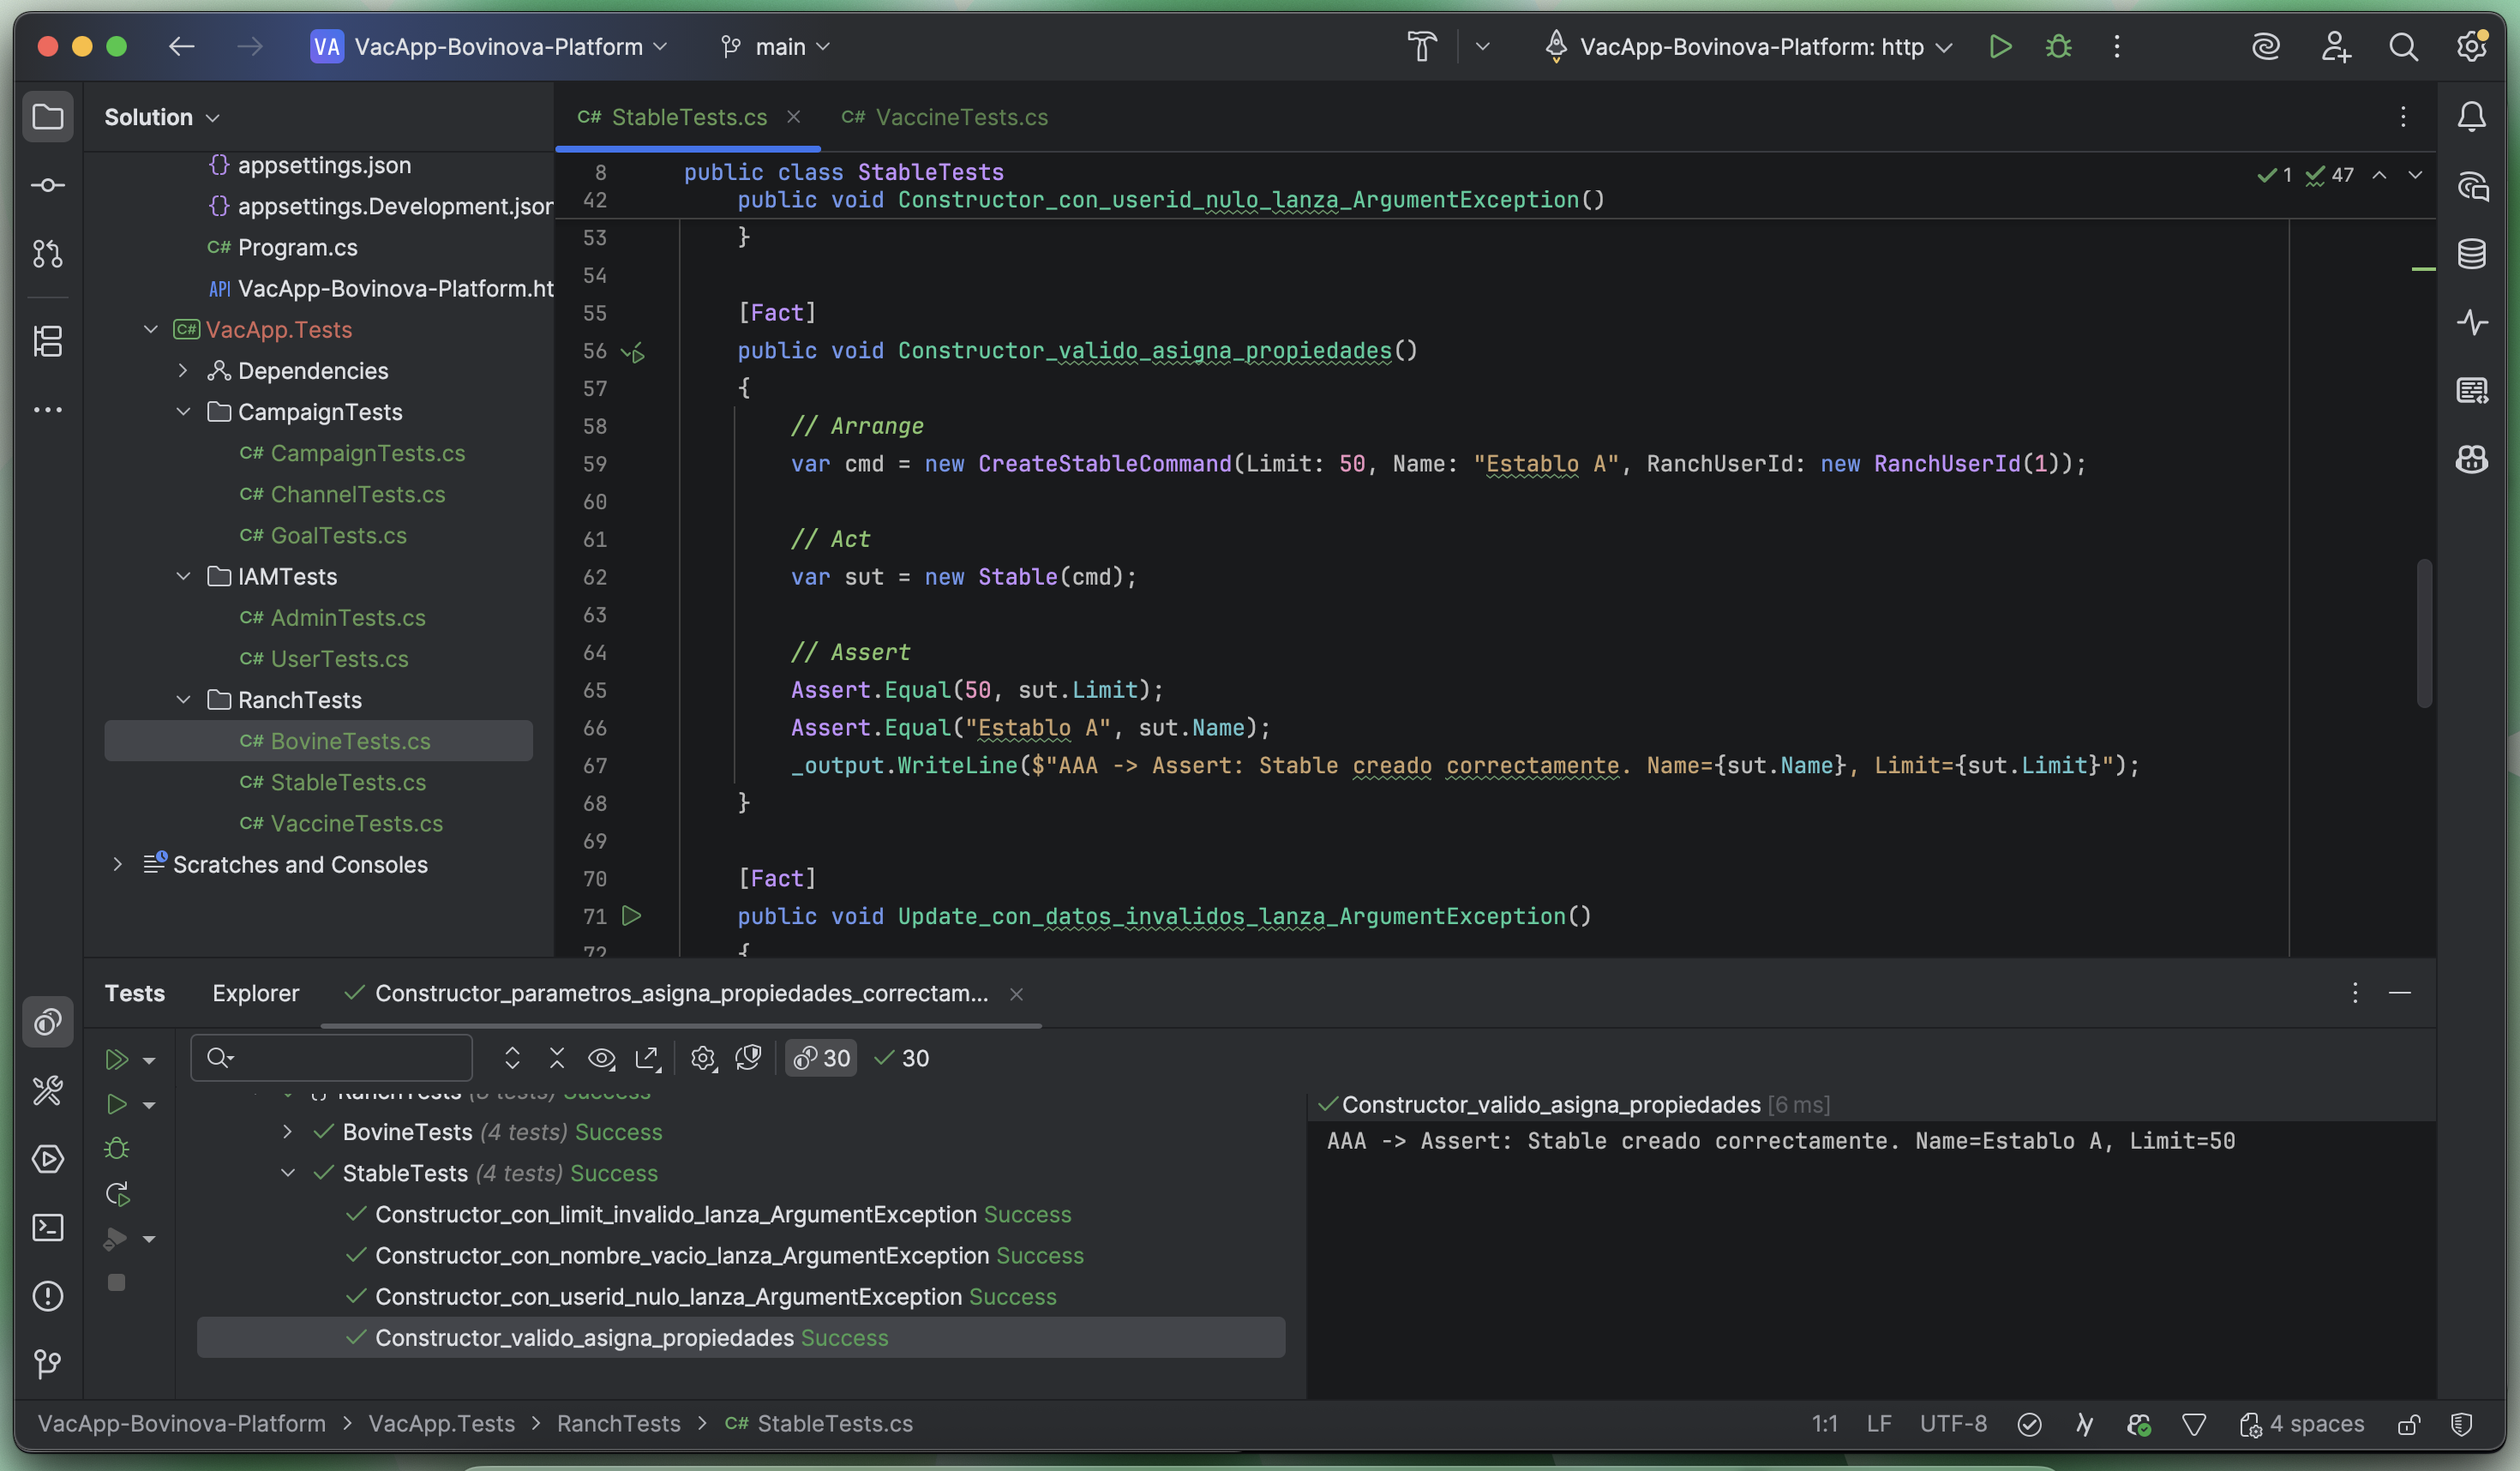 VA VacApp-Bovinova-Platform main VacApp-Bovinova-Platform: http
Solution
appsettings.json
appsettings.Development.json
C# Program.cs
API VacApp-Bovinova-Platform.ht
C# VacApp.Tests
Dependencies
CampaignTests
C# CampaignTests.cs
C# ChannelTests.cs
C# GoalTests.cs
IAMTests
C# AdminTests.cs
C# UserTests.cs
RanchTests
C# BovineTests.cs
C# StableTests.cs
C# VaccineTests.cs
Scratches and Consoles
C# StableTests.cs C# VaccineTests.cs
1 47
8 public class StableTests
42 public void Constructor_con_userid_nulo_lanza_ArgumentException()
53 }
54
55 [Fact]
56 public void Constructor_valido_asigna_propiedades()
57 {
58 // Arrange
59 var cmd = new CreateStableCommand(Limit: 50, Name: "Establo A", RanchUserId: new RanchUserId(1));
60
61 // Act
62 var sut = new Stable(cmd);
63
64 // Assert
65 Assert.Equal(50, sut.Limit);
66 Assert.Equal("Establo A", sut.Name);
67 _output.WriteLine($"AAA -> Assert: Stable creado correctamente. Name={sut.Name}, Limit={sut.Limit}");
68 }
69
70 [Fact]
71 public void Update_con_datos_invalidos_lanza_ArgumentException()
72 {
Tests Explorer Constructor_parametros_asigna_propiedades_correctam...
30 30
RanchTests (8 tests) Success
BovineTests (4 tests) Success
StableTests (4 tests) Success
Constructor_con_limit_invalido_lanza_ArgumentException Success
Constructor_con_nombre_vacio_lanza_ArgumentException Success
Constructor_con_userid_nulo_lanza_ArgumentException Success
Constructor_valido_asigna_propiedades Success
Constructor_valido_asigna_propiedades [6 ms]
AAA -> Assert: Stable creado correctamente. Name=Establo A, Limit=50
VacApp-Bovinova-Platform > VacApp.Tests > RanchTests > C# StableTests.cs
1:1 LF UTF-8 4 spaces